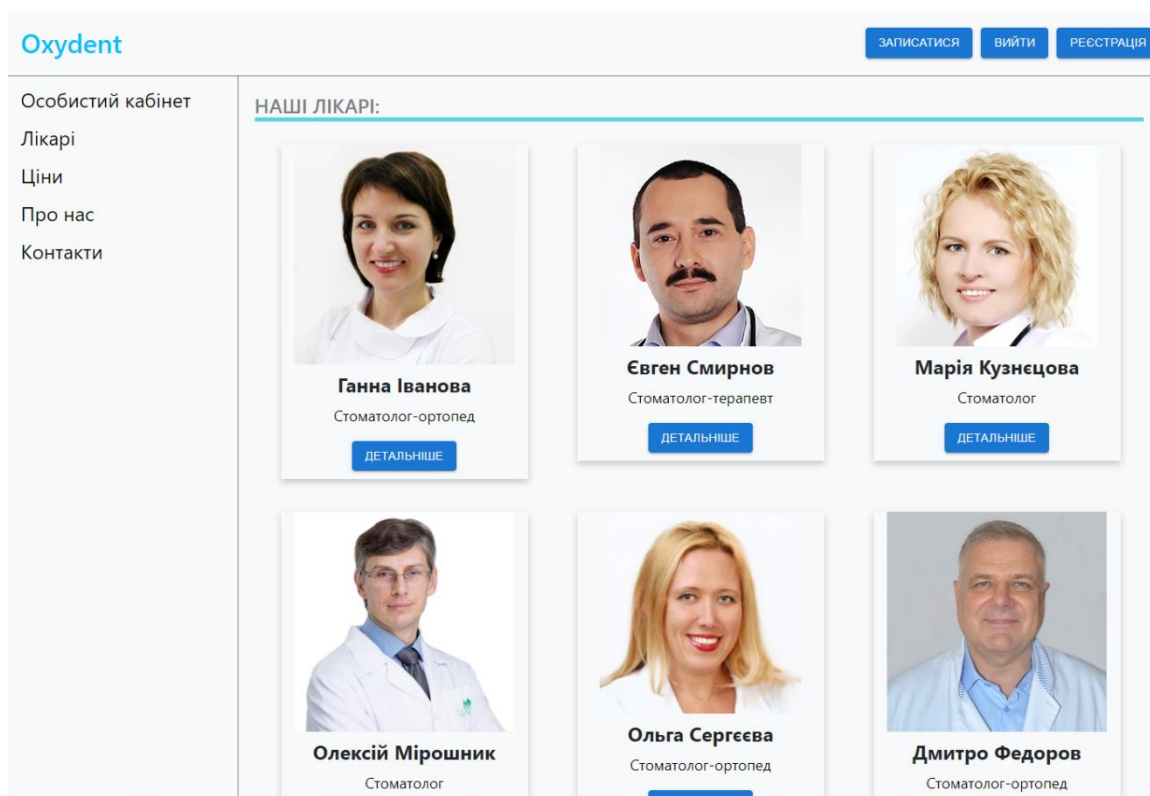 Oxydent
ЗАПИСАТИСЯ ВИЙТИ РЕЄСТРАЦІЯ
Особистий кабінет
Лікарі
Ціни
Про нас
Контакти
НАШІ ЛІКАРІ:
Ганна Іванова
Стоматолог-ортопед
ДЕТАЛЬНІШЕ
Євген Смирнов
Стоматолог-терапевт
ДЕТАЛЬНІШЕ
Марія Кузнєцова
Стоматолог
ДЕТАЛЬНІШЕ
Олексій Мірошник
Стоматолог
Ольга Сергєєва
Стоматолог-ортопед
Дмитро Федоров
Стоматолог-ортопед